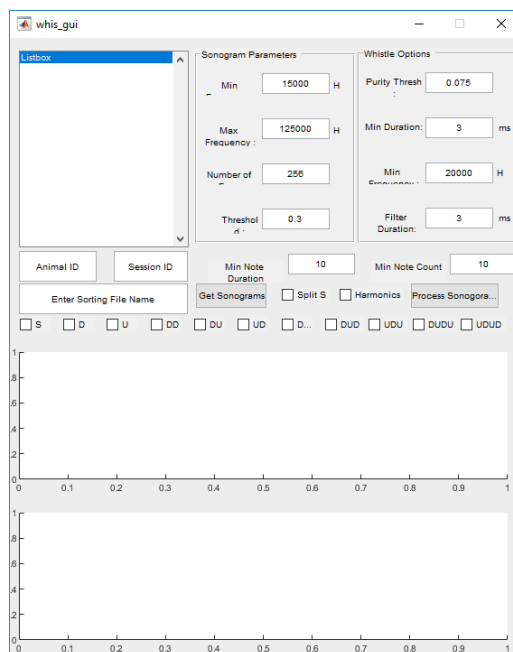 whis_gui
Listbox
Sonogram Parameters
Min
15000
H
Max
Frequency :
125000
H
Number of
256
Threshol
d :
0.3
Whistle Options
Purity Thresh
:
0.075
Min Duration:
3
ms
Min
Frequency :
20000
H
Filter
Duration:
3
ms
Animal ID
Session ID
Min Note
Duration
10
Min Note Count
10
Enter Sorting File Name
Get Sonograms
Split S
Harmonics
Process Sonogora...
S D U DD DU UD D... DUD UDU DUDU UDUD
1
.8
.6
.4
.2
0
0 0.1 0.2 0.3 0.4 0.5 0.6 0.7 0.8 0.9 1
1
.8
.6
.4
.2
0
0 0.1 0.2 0.3 0.4 0.5 0.6 0.7 0.8 0.9 1